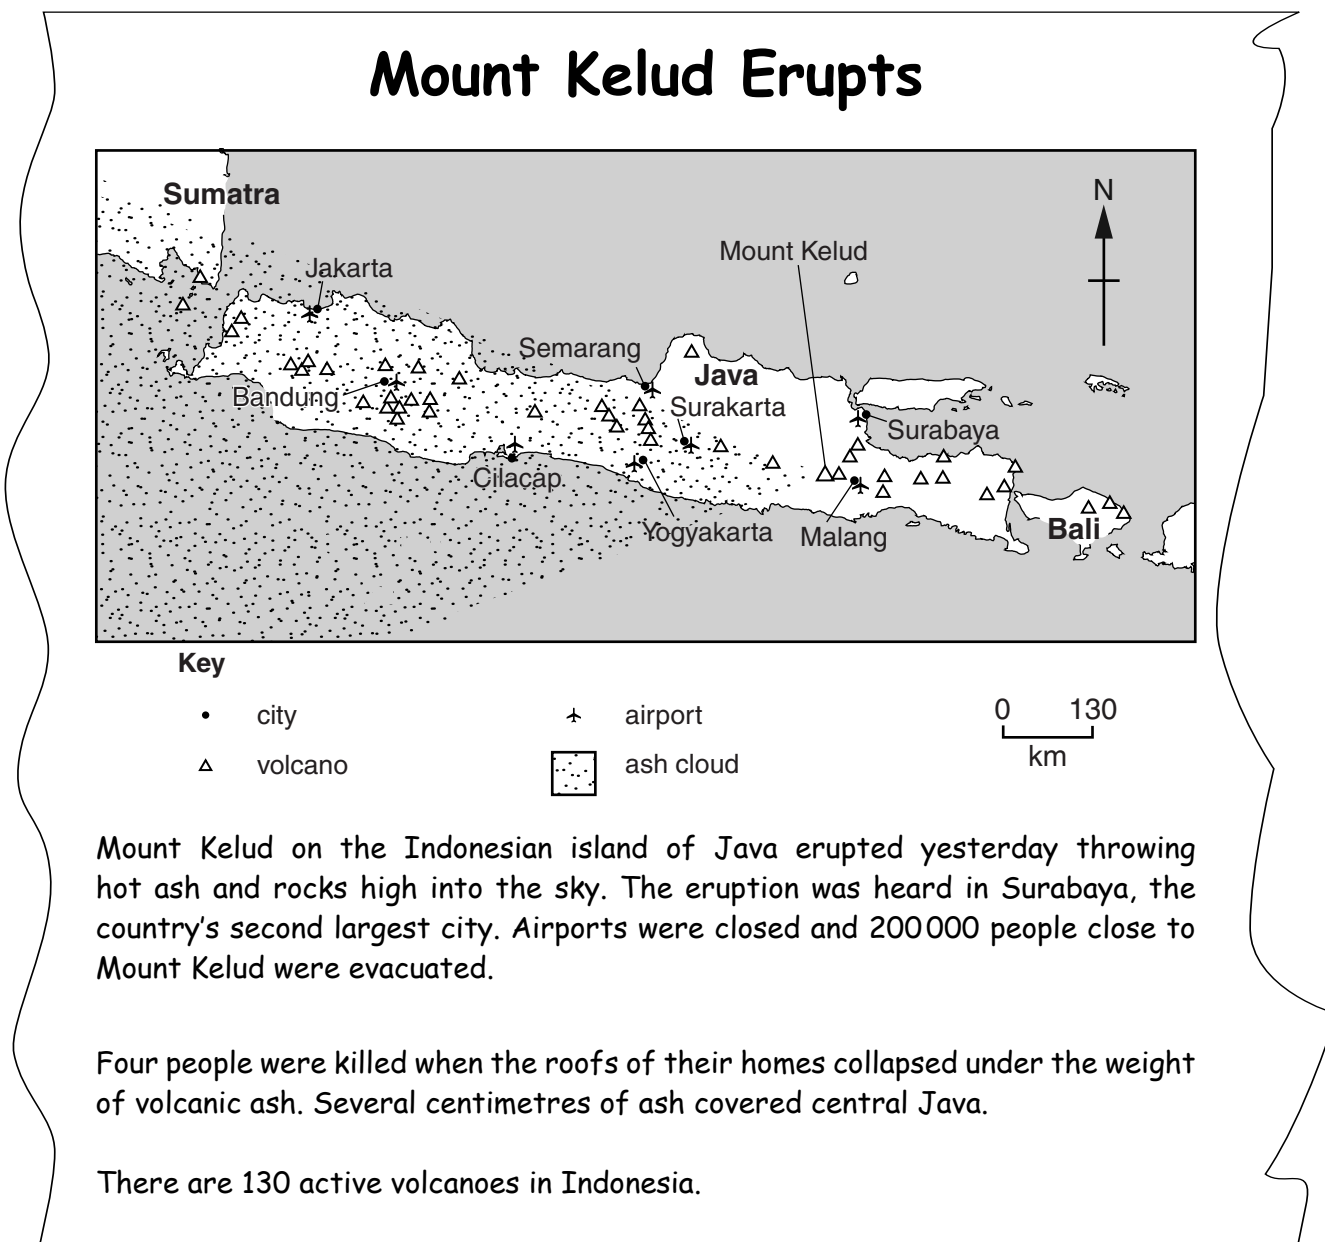 Mount Kelud Erupts
Sumatra
N
Mount Kelud
Jakarta
Semarang
Java
Bandung
Surakarta
Surabaya
Cilacap
Yogyakarta
Malang
Bali
Key
city
airport
0 130
km
volcano
ash cloud
Mount Kelud on the Indonesian island of Java erupted yesterday throwing
hot ash and rocks high into the sky. The eruption was heard in Surabaya, the
country's second largest city. Airports were closed and 200 000 people close to
Mount Kelud were evacuated.
Four people were killed when the roofs of their homes collapsed under the weight
of volcanic ash. Several centimetres of ash covered central Java.
There are 130 active volcanoes in Indonesia.